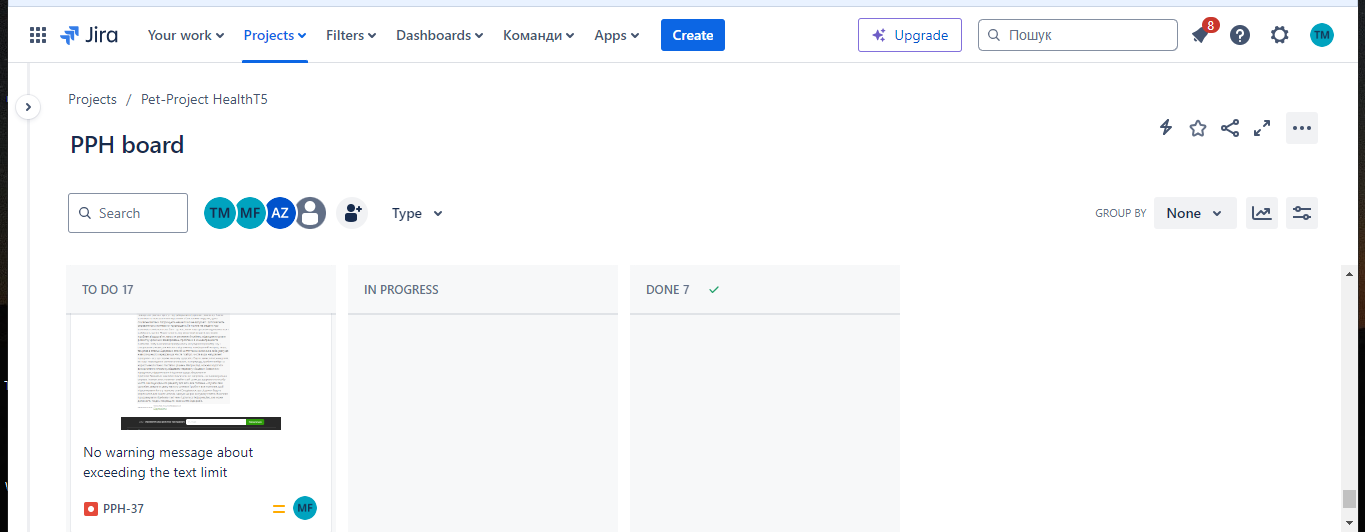 Jira
Your work
Projects
Filters
Dashboards
Команди
Apps
Create
Upgrade
Пошук
8
TM
Projects / Pet-Project HealthT5
PPH board
Search
TM
MF
AZ
Type
GROUP BY
None
TO DO 17
IN PROGRESS
DONE 7
No warning message about
exceeding the text limit
PPH-37
MF